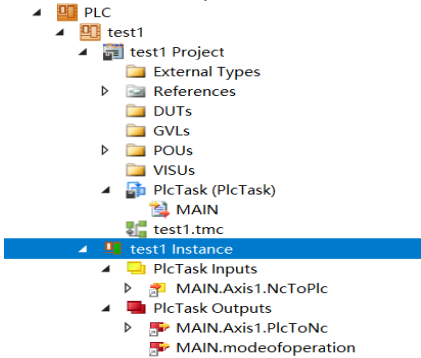 PLC
test1
test1 Project
External Types
References
DUTs
GVLs
POUs
VISUs
PlcTask (PlcTask)
MAIN
test1.tmc
test1 Instance
PlcTask Inputs
MAIN.Axis1.NcToPlc
PlcTask Outputs
MAIN.Axis1.PlcToNc
MAIN.modeofoperation